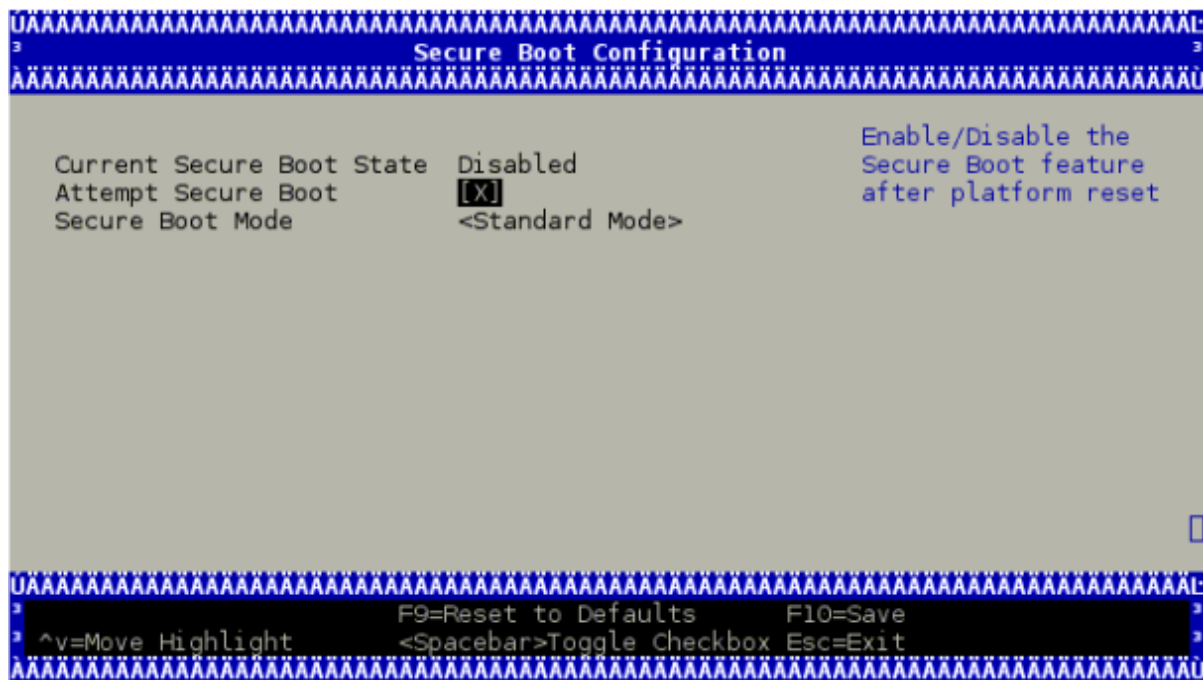 Secure Boot Configuration
Enable/Disable the
Current Secure Boot State Disabled Secure Boot feature
Attempt Secure Boot [X] after platform reset
Secure Boot Mode <Standard Mode>
F9=Reset to Defaults F10=Save
^v=Move Highlight <Spacebar>Toggle Checkbox Esc=Exit